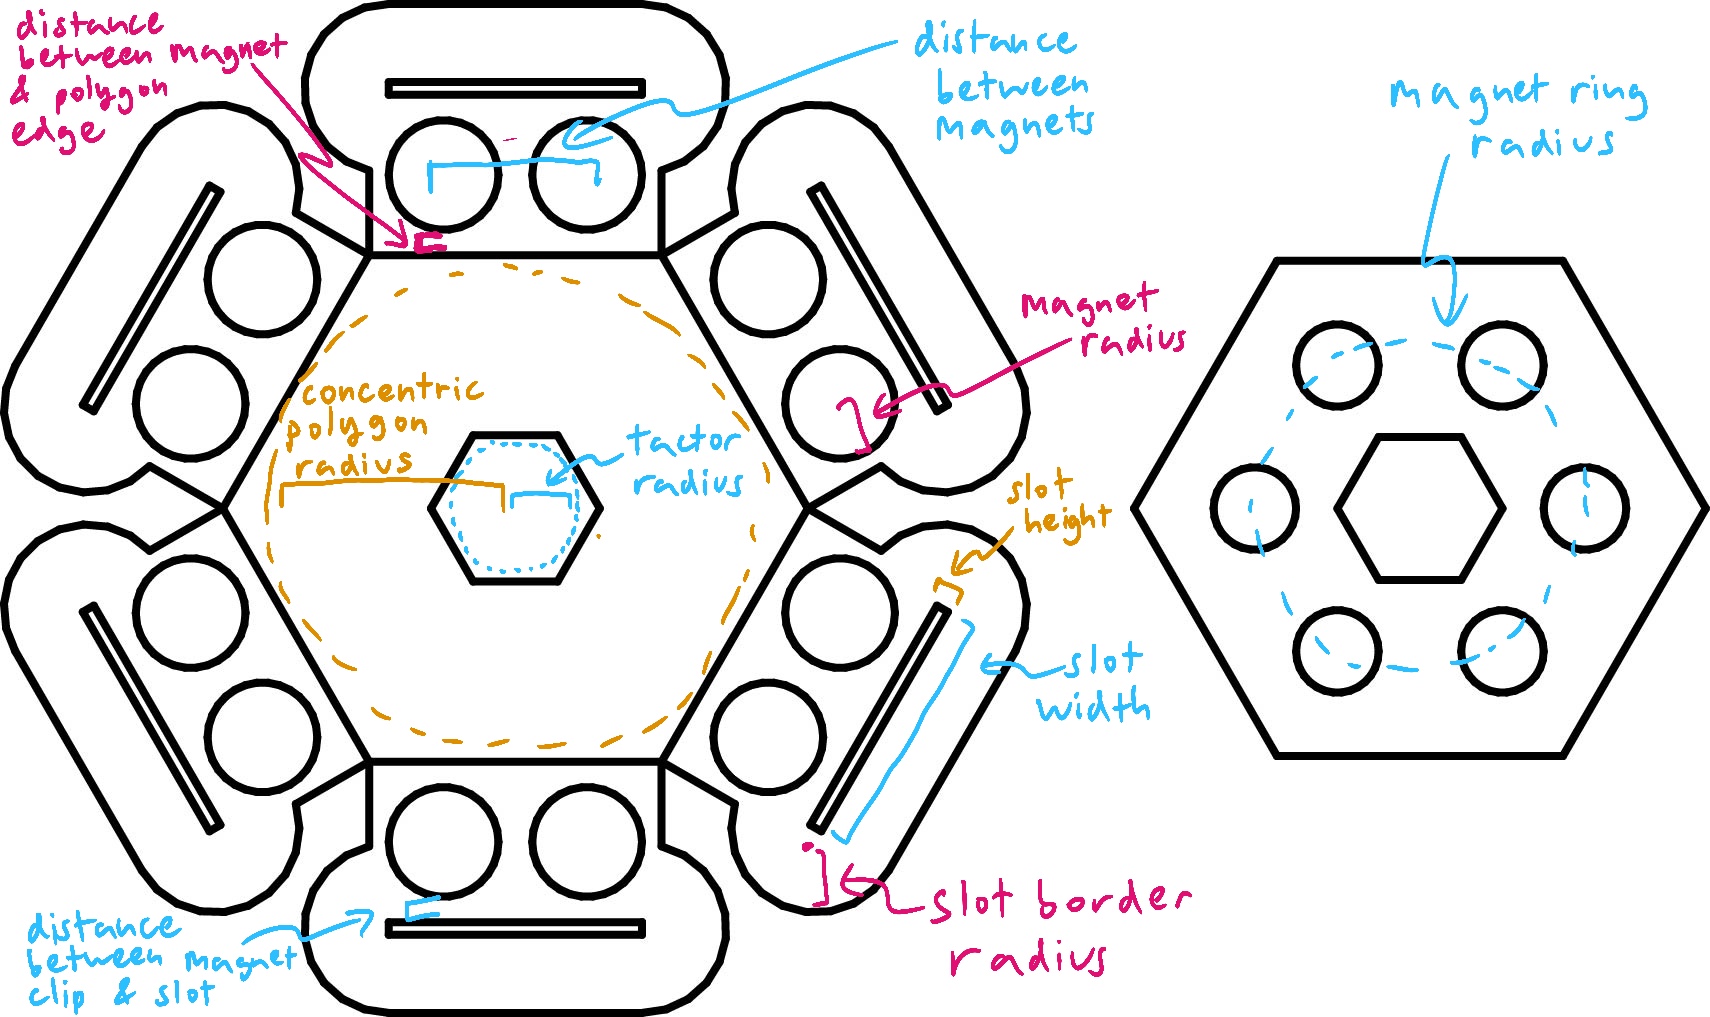 distance
between magnet
& polygon
edge
distance
between
magnets
magnet ring
radius
magnet
radius
concentric
polygon
radius
tactor
radius
slot
height
slot
width
slot border
radius
distance
between magnet
clip & slot